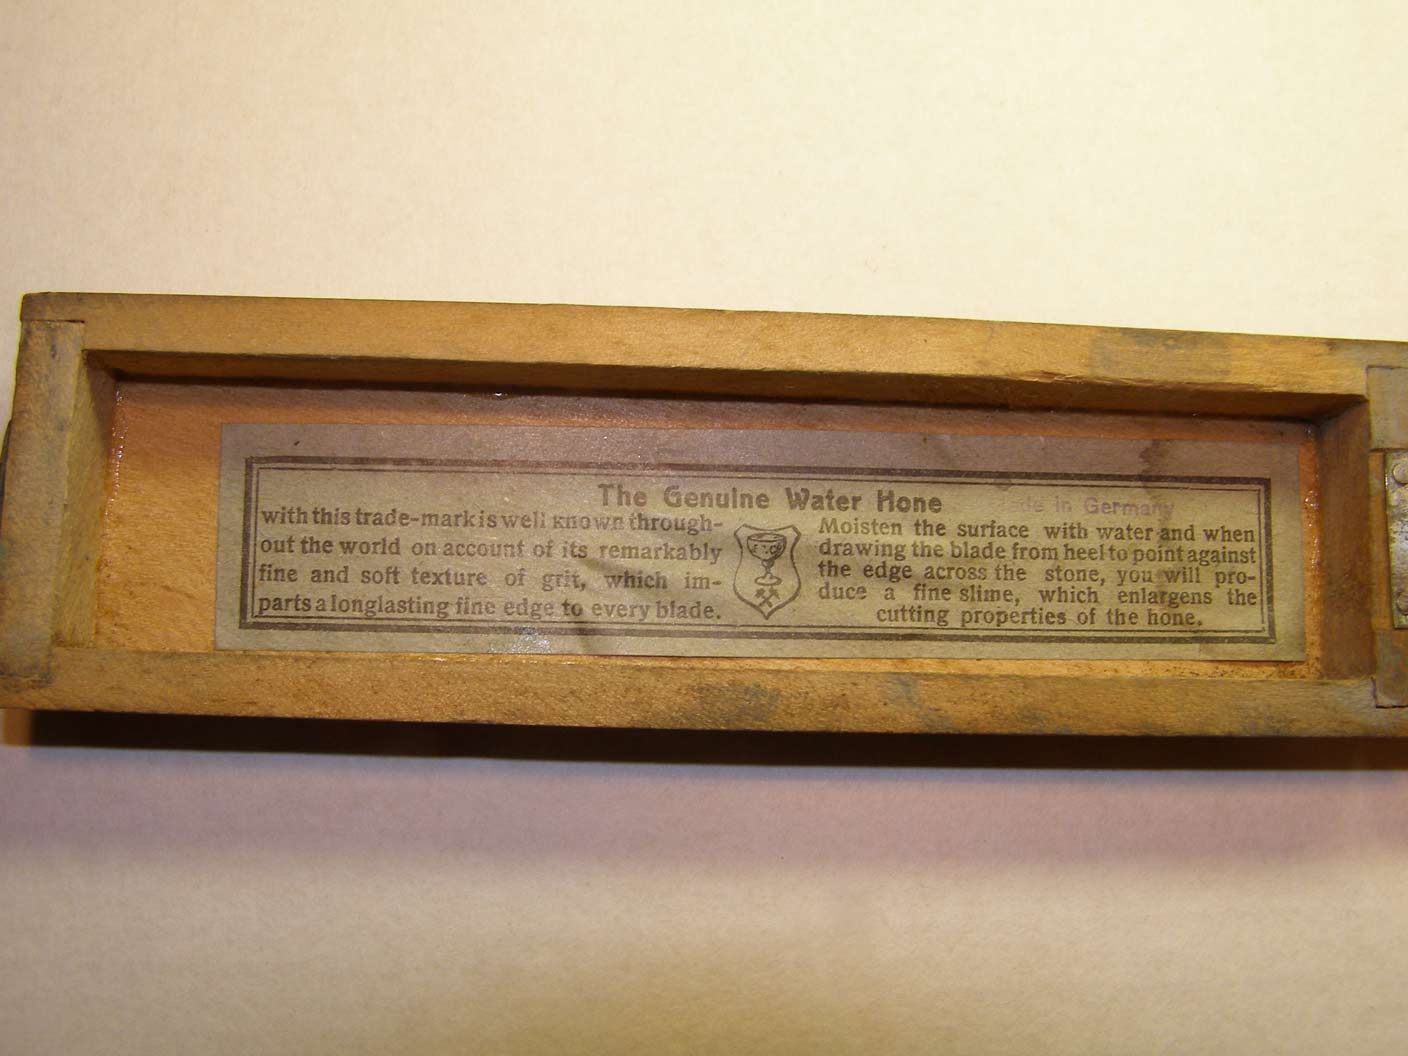 The Genuine Water Hone
Made in Germany
with this trade-mark is well known through-
out the world on account of its remarkably
fine and soft texture of grit, which im-
parts a longlasting fine edge to every blade.
Moisten the surface with water and when
drawing the blade from heel to point against
the edge across the stone, you will pro-
duce a fine slime, which enlargens the
cutting properties of the hone.